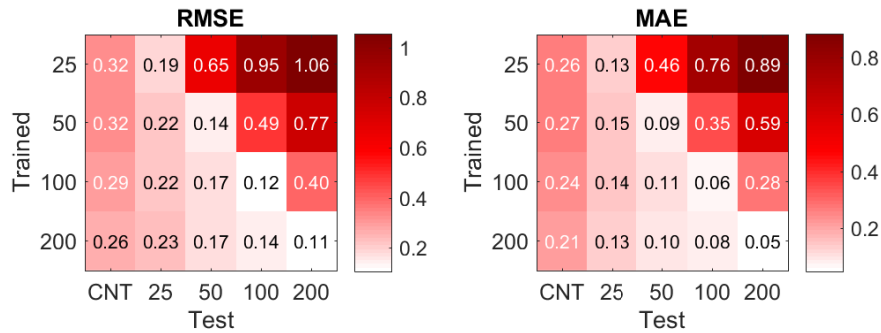 RMSE
25 0.32 0.19 0.65 0.95 1.06
50 0.32 0.22 0.14 0.49 0.77
100 0.29 0.22 0.17 0.12 0.40
200 0.26 0.23 0.17 0.14 0.11
CNT 25 50 100 200
Test
Trained
1
0.8
0.6
0.4
0.2
MAE
25 0.26 0.13 0.46 0.76 0.89
50 0.27 0.15 0.09 0.35 0.59
100 0.24 0.14 0.11 0.06 0.28
200 0.21 0.13 0.10 0.08 0.05
CNT 25 50 100 200
Test
Trained
0.8
0.6
0.4
0.2